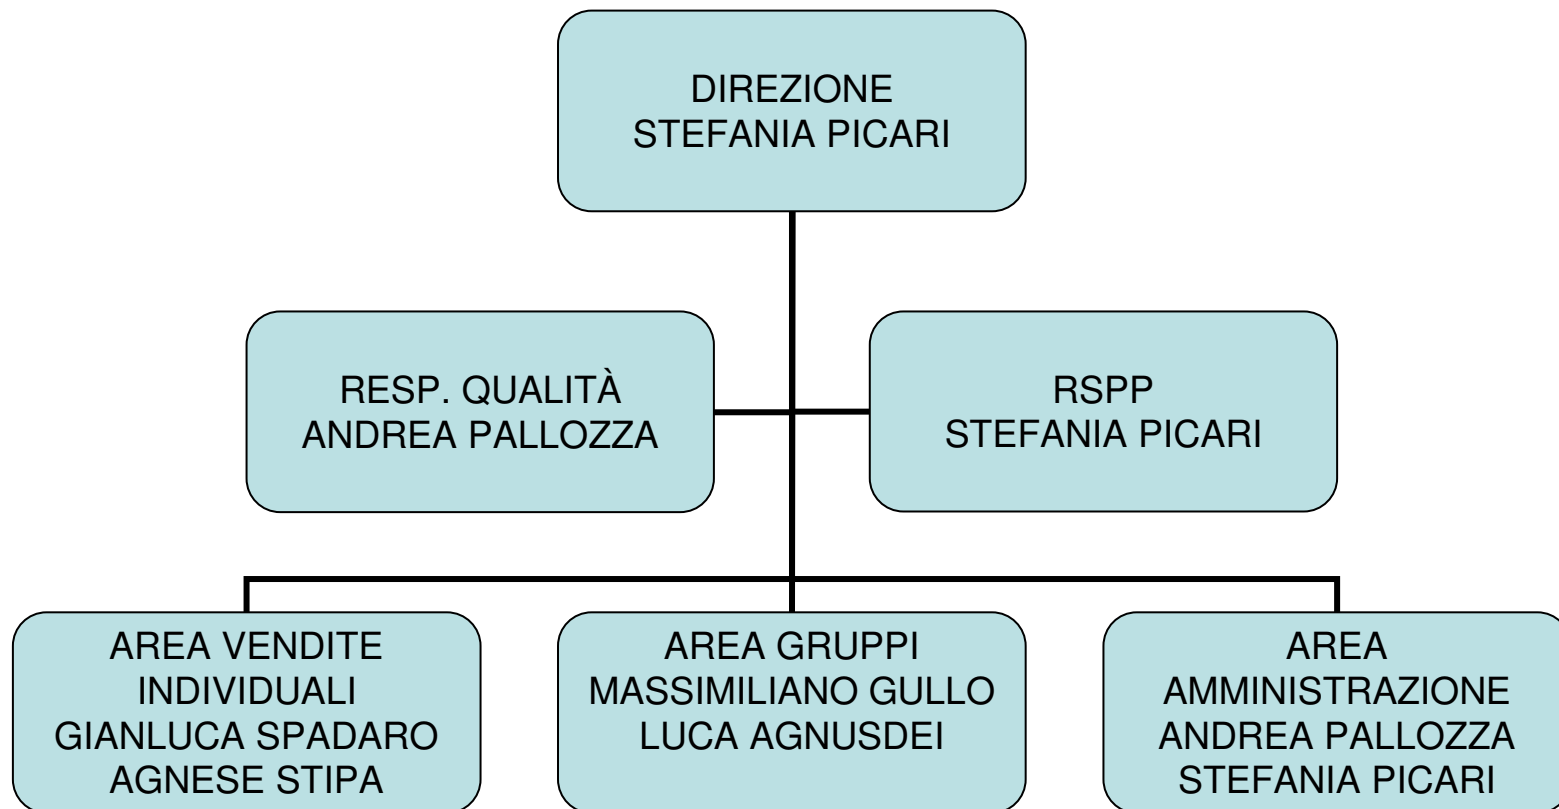 DIREZIONE
STEFANIA PICARI
RESP. QUALITÀ
ANDREA PALLOZZA
RSPP
STEFANIA PICARI
AREA VENDITE
INDIVIDUALI
GIANLUCA SPADARO
AGNESE STIPA
AREA GRUPPI
MASSIMILIANO GULLO
LUCA AGNUSDEI
AREA
AMMINISTRAZIONE
ANDREA PALLOZZA
STEFANIA PICARI